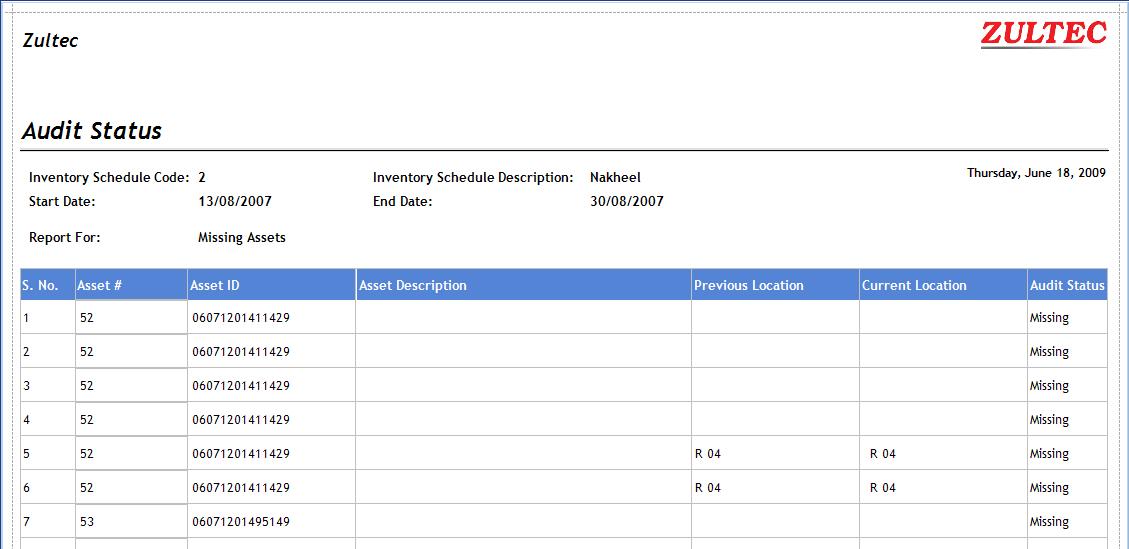 Zultec ZULTEC
Audit Status
Inventory Schedule Code: 2 Inventory Schedule Description: Nakheel Thursday, June 18, 2009
Start Date: 13/08/2007 End Date: 30/08/2007
Report For: Missing Assets
S. No. Asset # Asset ID Asset Description Previous Location Current Location Audit Status
1 52 06071201411429 Missing
2 52 06071201411429 Missing
3 52 06071201411429 Missing
4 52 06071201411429 Missing
5 52 06071201411429 R 04 R 04 Missing
6 52 06071201411429 R 04 R 04 Missing
7 53 06071201495149 Missing